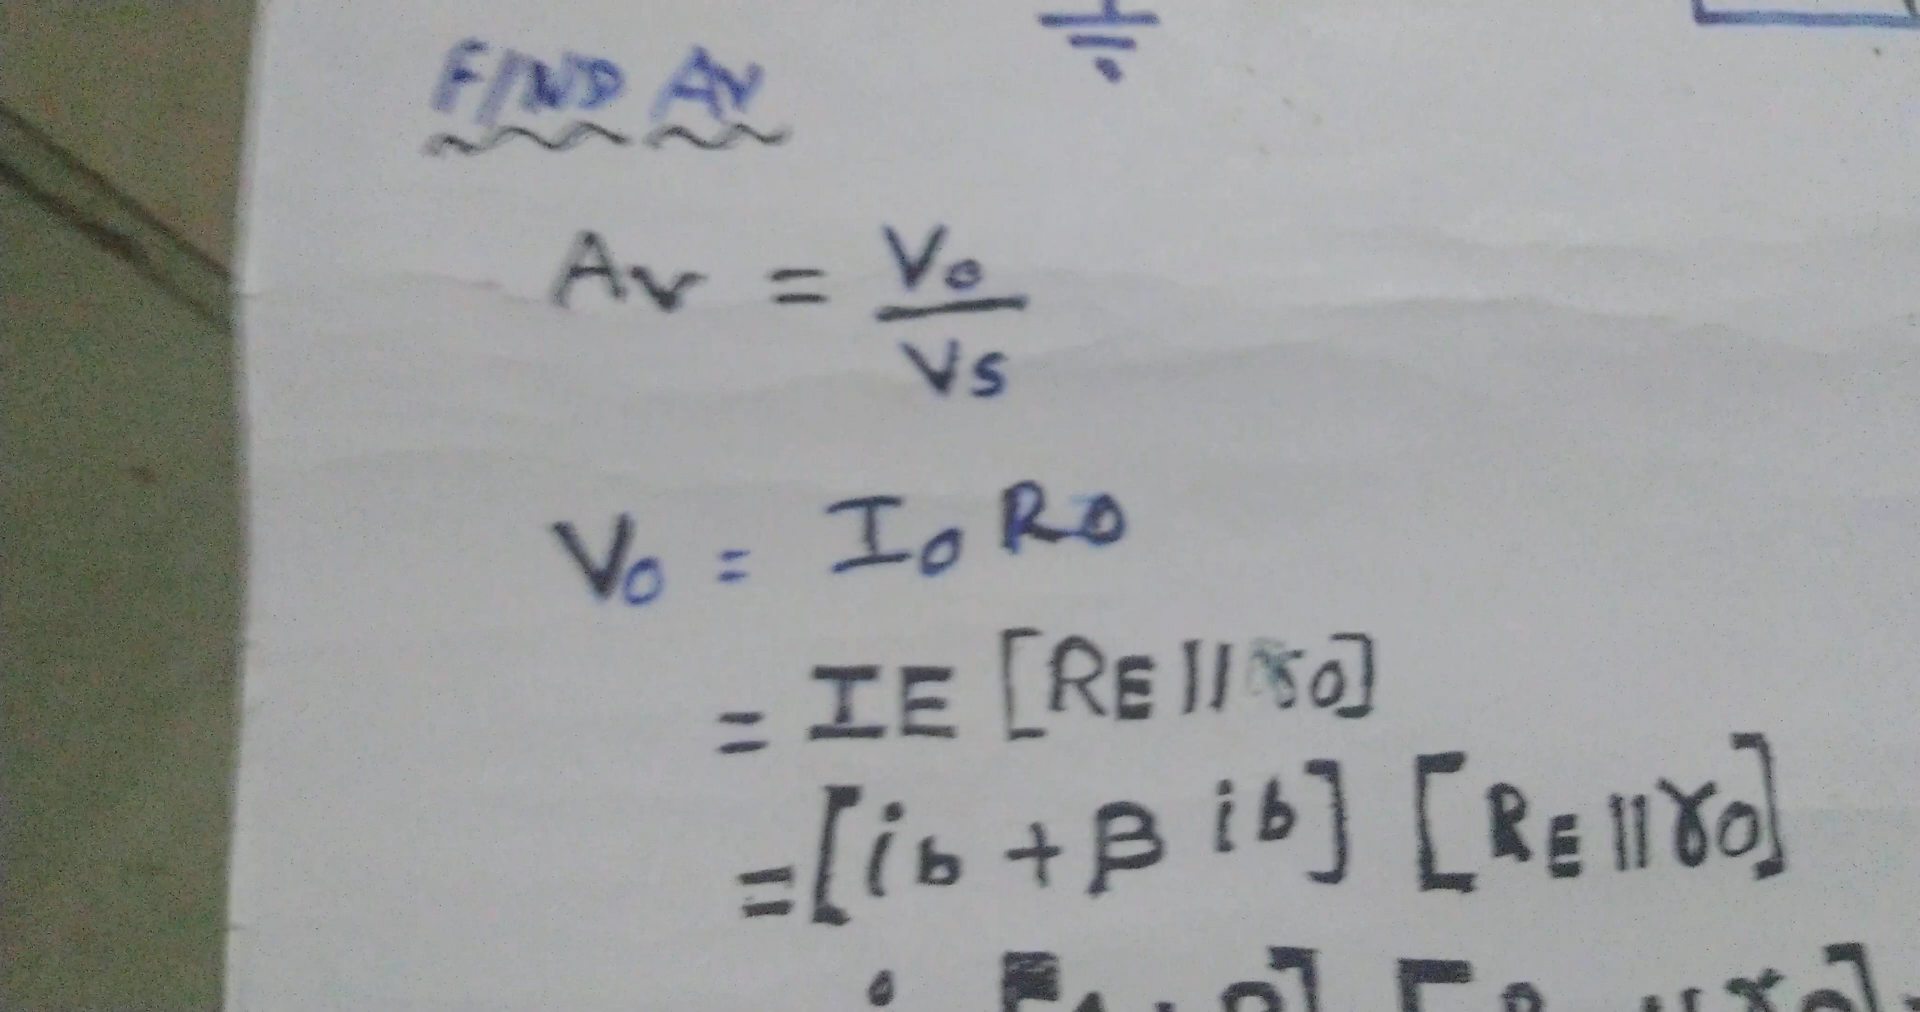 FIND Av
Av = Vo / Vs
Vo = Io Ro
= IE [RE || ro]
= [ib + β ib] [RE || ro]